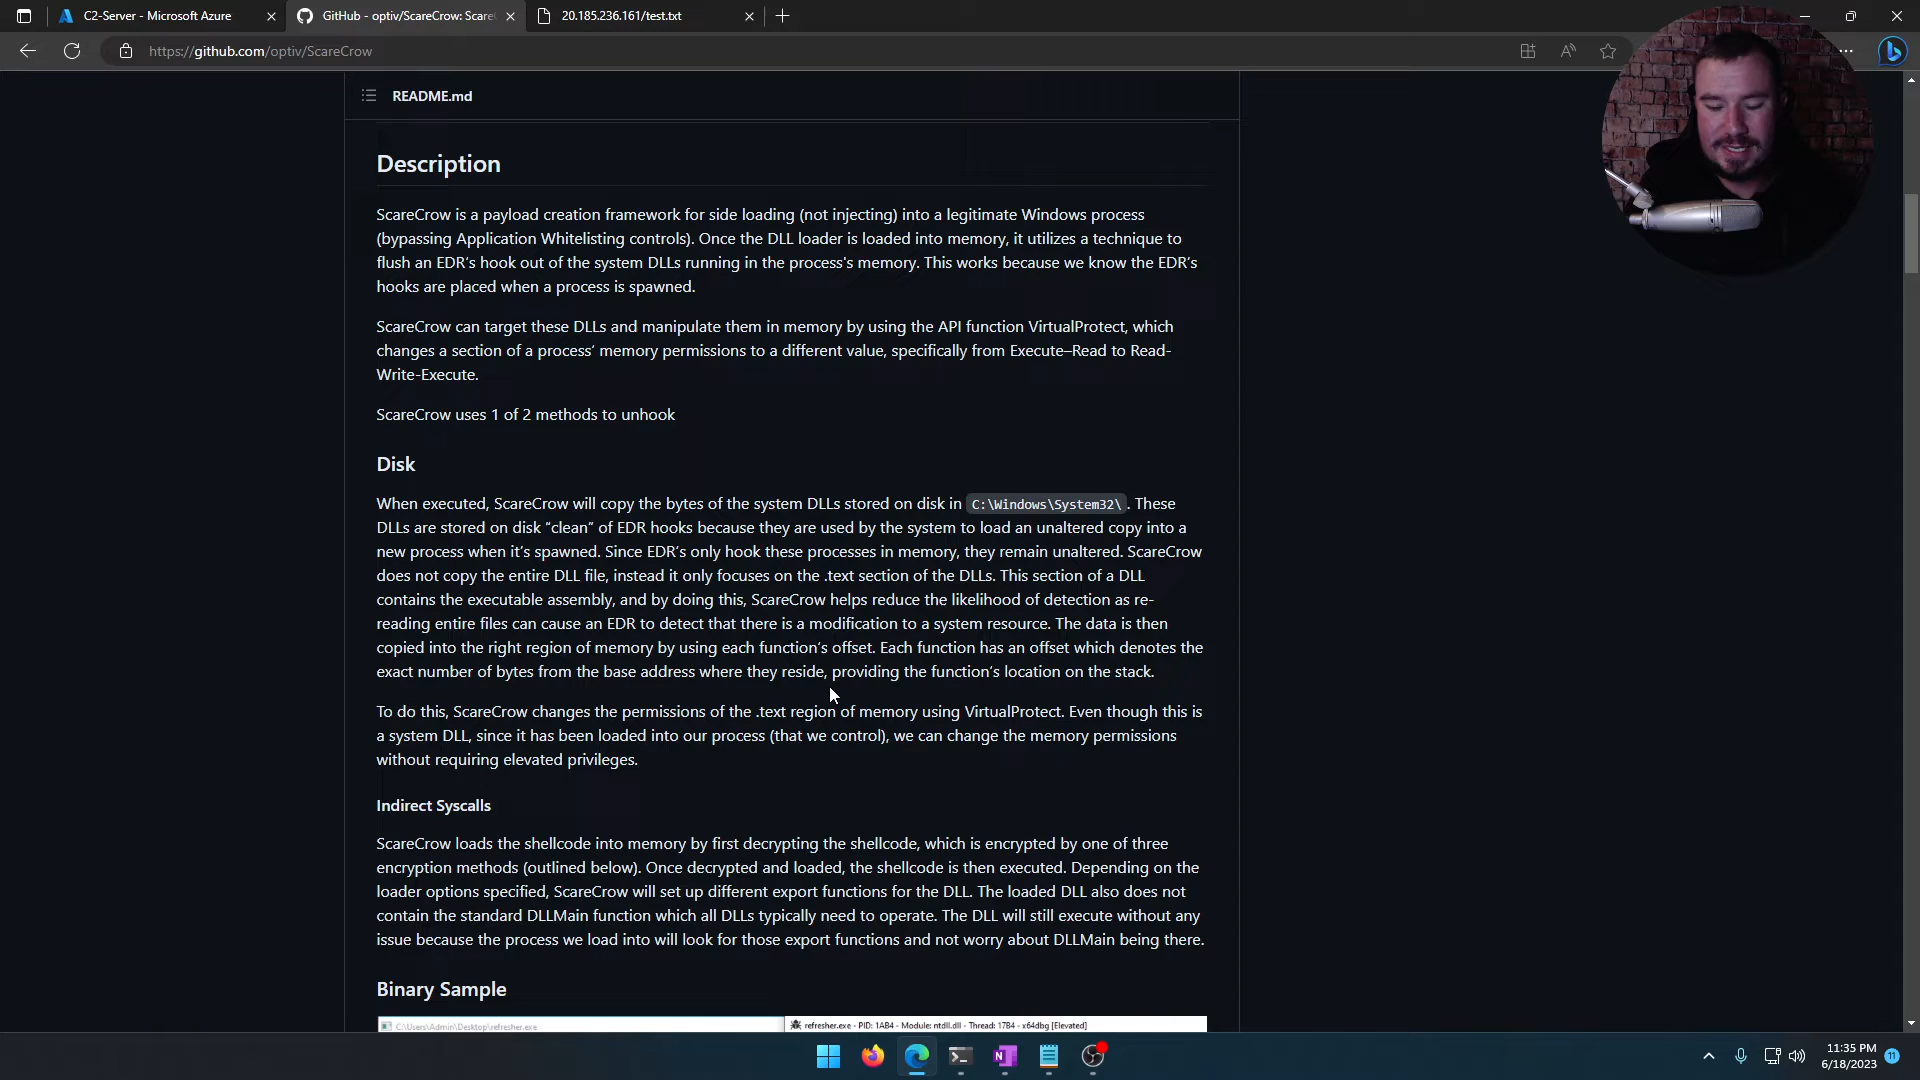 C2-Server - Microsoft Azure
GitHub - optiv/ScareCrow: Scare
20.185.236.161/test.txt
https://github.com/optiv/ScareCrow
README.md
Description
ScareCrow is a payload creation framework for side loading (not injecting) into a legitimate Windows process
(bypassing Application Whitelisting controls). Once the DLL loader is loaded into memory, it utilizes a technique to
flush an EDR’s hook out of the system DLLs running in the process's memory. This works because we know the EDR’s
hooks are placed when a process is spawned.
ScareCrow can target these DLLs and manipulate them in memory by using the API function VirtualProtect, which
changes a section of a process’ memory permissions to a different value, specifically from Execute–Read to Read-
Write-Execute.
ScareCrow uses 1 of 2 methods to unhook
Disk
When executed, ScareCrow will copy the bytes of the system DLLs stored on disk in C:\Windows\System32\ . These
DLLs are stored on disk “clean” of EDR hooks because they are used by the system to load an unaltered copy into a
new process when it’s spawned. Since EDR’s only hook these processes in memory, they remain unaltered. ScareCrow
does not copy the entire DLL file, instead it only focuses on the .text section of the DLLs. This section of a DLL
contains the executable assembly, and by doing this, ScareCrow helps reduce the likelihood of detection as re-
reading entire files can cause an EDR to detect that there is a modification to a system resource. The data is then
copied into the right region of memory by using each function’s offset. Each function has an offset which denotes the
exact number of bytes from the base address where they reside, providing the function’s location on the stack.
To do this, ScareCrow changes the permissions of the .text region of memory using VirtualProtect. Even though this is
a system DLL, since it has been loaded into our process (that we control), we can change the memory permissions
without requiring elevated privileges.
Indirect Syscalls
ScareCrow loads the shellcode into memory by first decrypting the shellcode, which is encrypted by one of three
encryption methods (outlined below). Once decrypted and loaded, the shellcode is then executed. Depending on the
loader options specified, ScareCrow will set up different export functions for the DLL. The loaded DLL also does not
contain the standard DLLMain function which all DLLs typically need to operate. The DLL will still execute without any
issue because the process we load into will look for those export functions and not worry about DLLMain being there.
Binary Sample
C:\Users\Admin\Desktop\refresher.exe
refresher.exe - PID: 1AB4 - Module: ntdll.dll - Thread: 17B4 - x64dbg [Elevated]
11:35 PM
6/18/2023
11